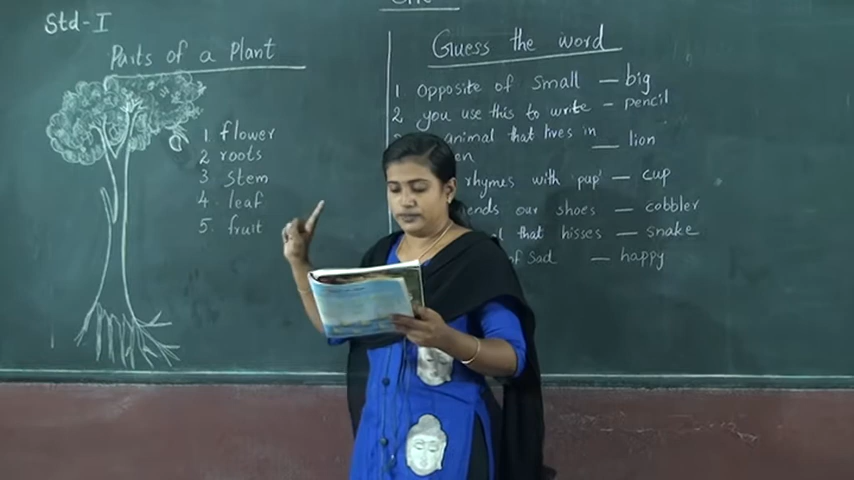 Std-I
Parts of a Plant
1. flower
2 roots
3 stem
4. leaf
5. fruit
Guess the word
1 opposite of small — big
2 you use this to write — pencil
animal that lives in
— lion
rhymes with 'pup' — cup
our shoes — cobbler
that hisses — snake
of sad — happy